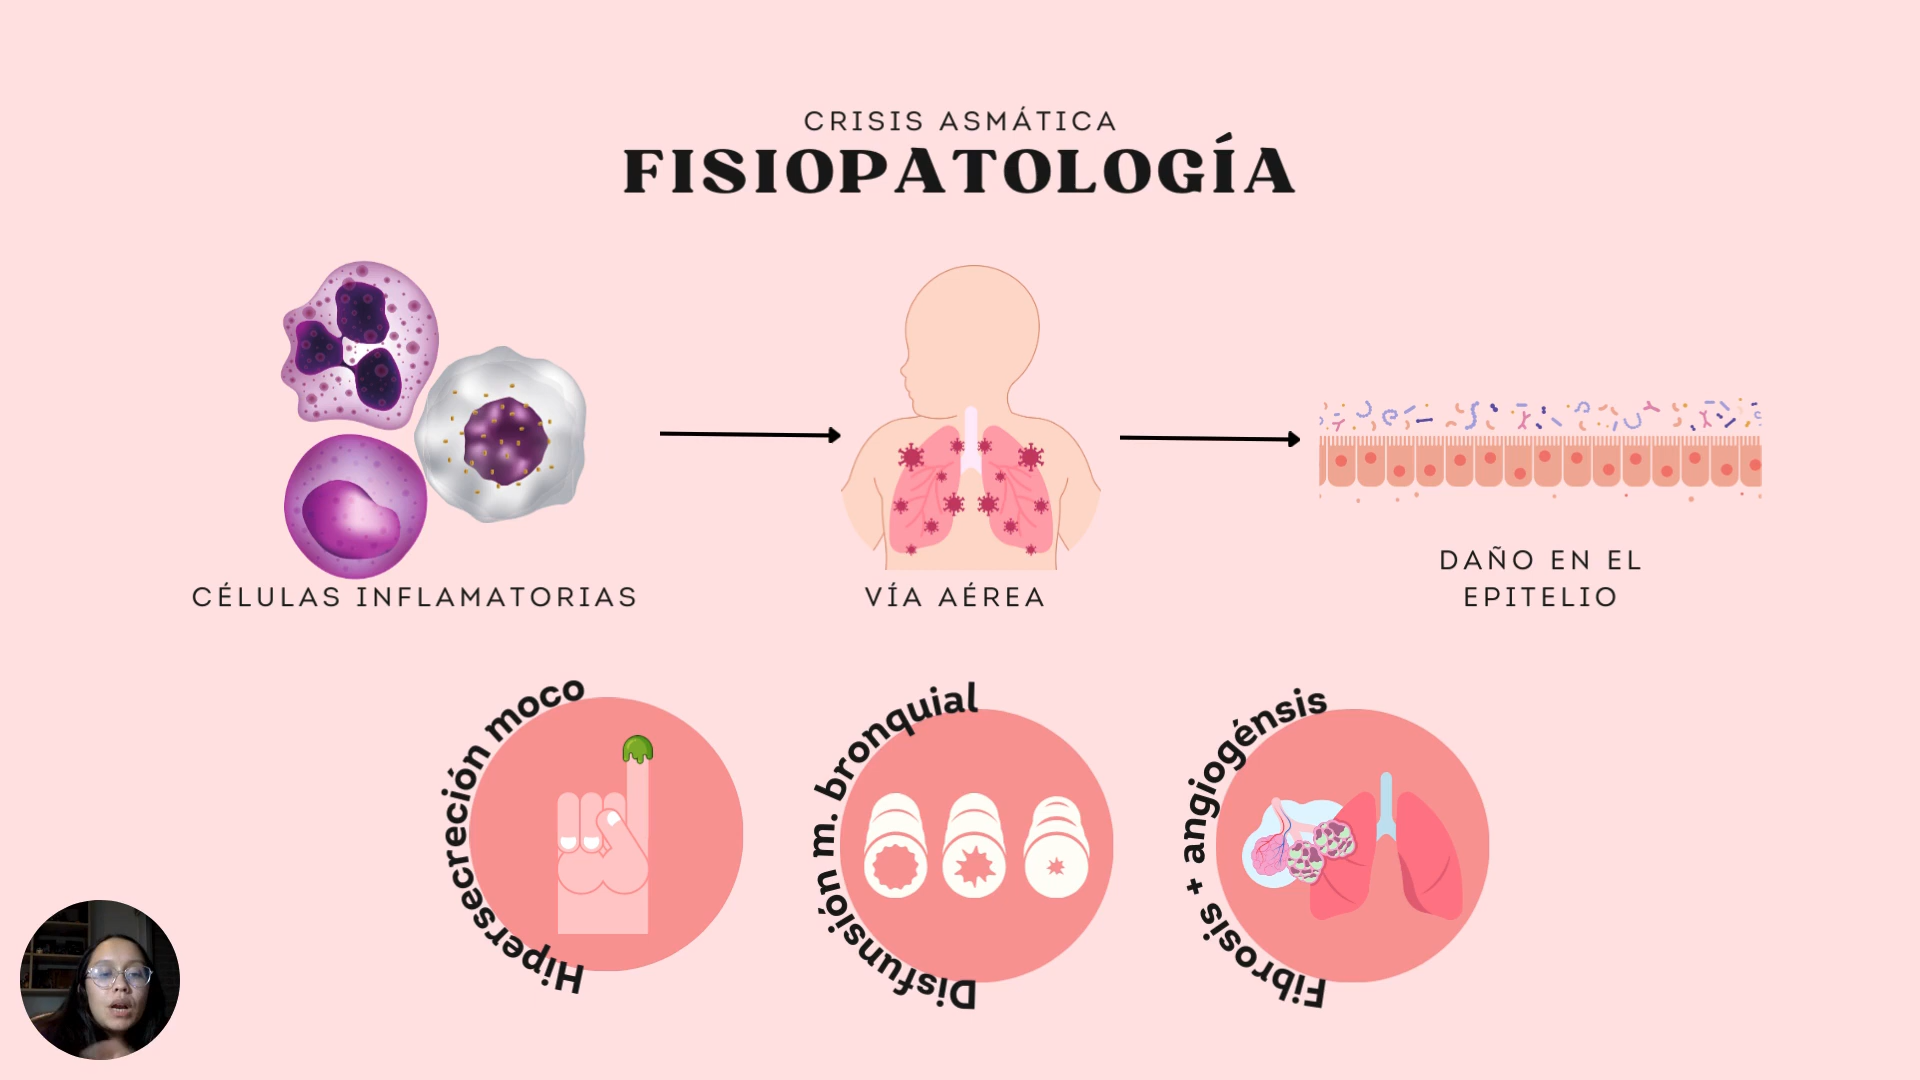 CRISIS ASMÁTICA
FISIOPATOLOGÍA
CÉLULAS INFLAMATORIAS
VÍA AÉREA
DAÑO EN EL
EPITELIO
Hipersecreción moco
Disfunsión m. bronquial
Fibrosis + angiogénsis